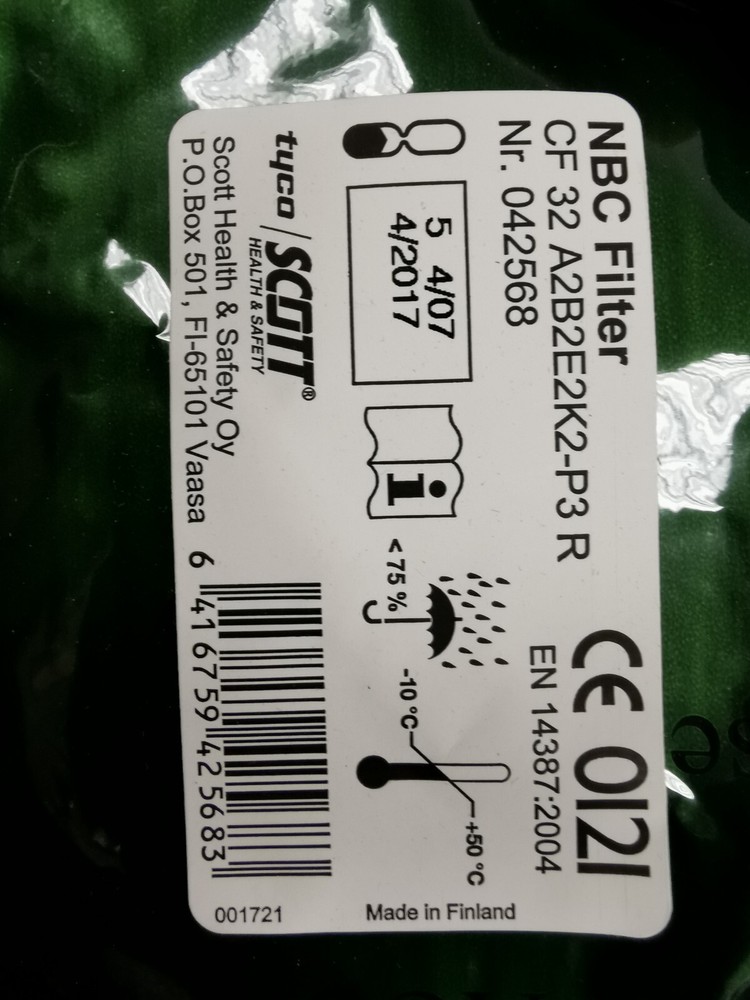 NBC Filter
CF 32 A2B2E2K2-P3 R
Nr. 042568
CE 0121
EN 14387:2004
5 4/07
4/2017
i
<75 %
-10 °C
+50 °C
tyco / SCOTT®
HEALTH & SAFETY
Scott Health & Safety Oy
P.O.Box 501, FI-65101 Vaasa
6 416759 425683
Made in Finland
001721